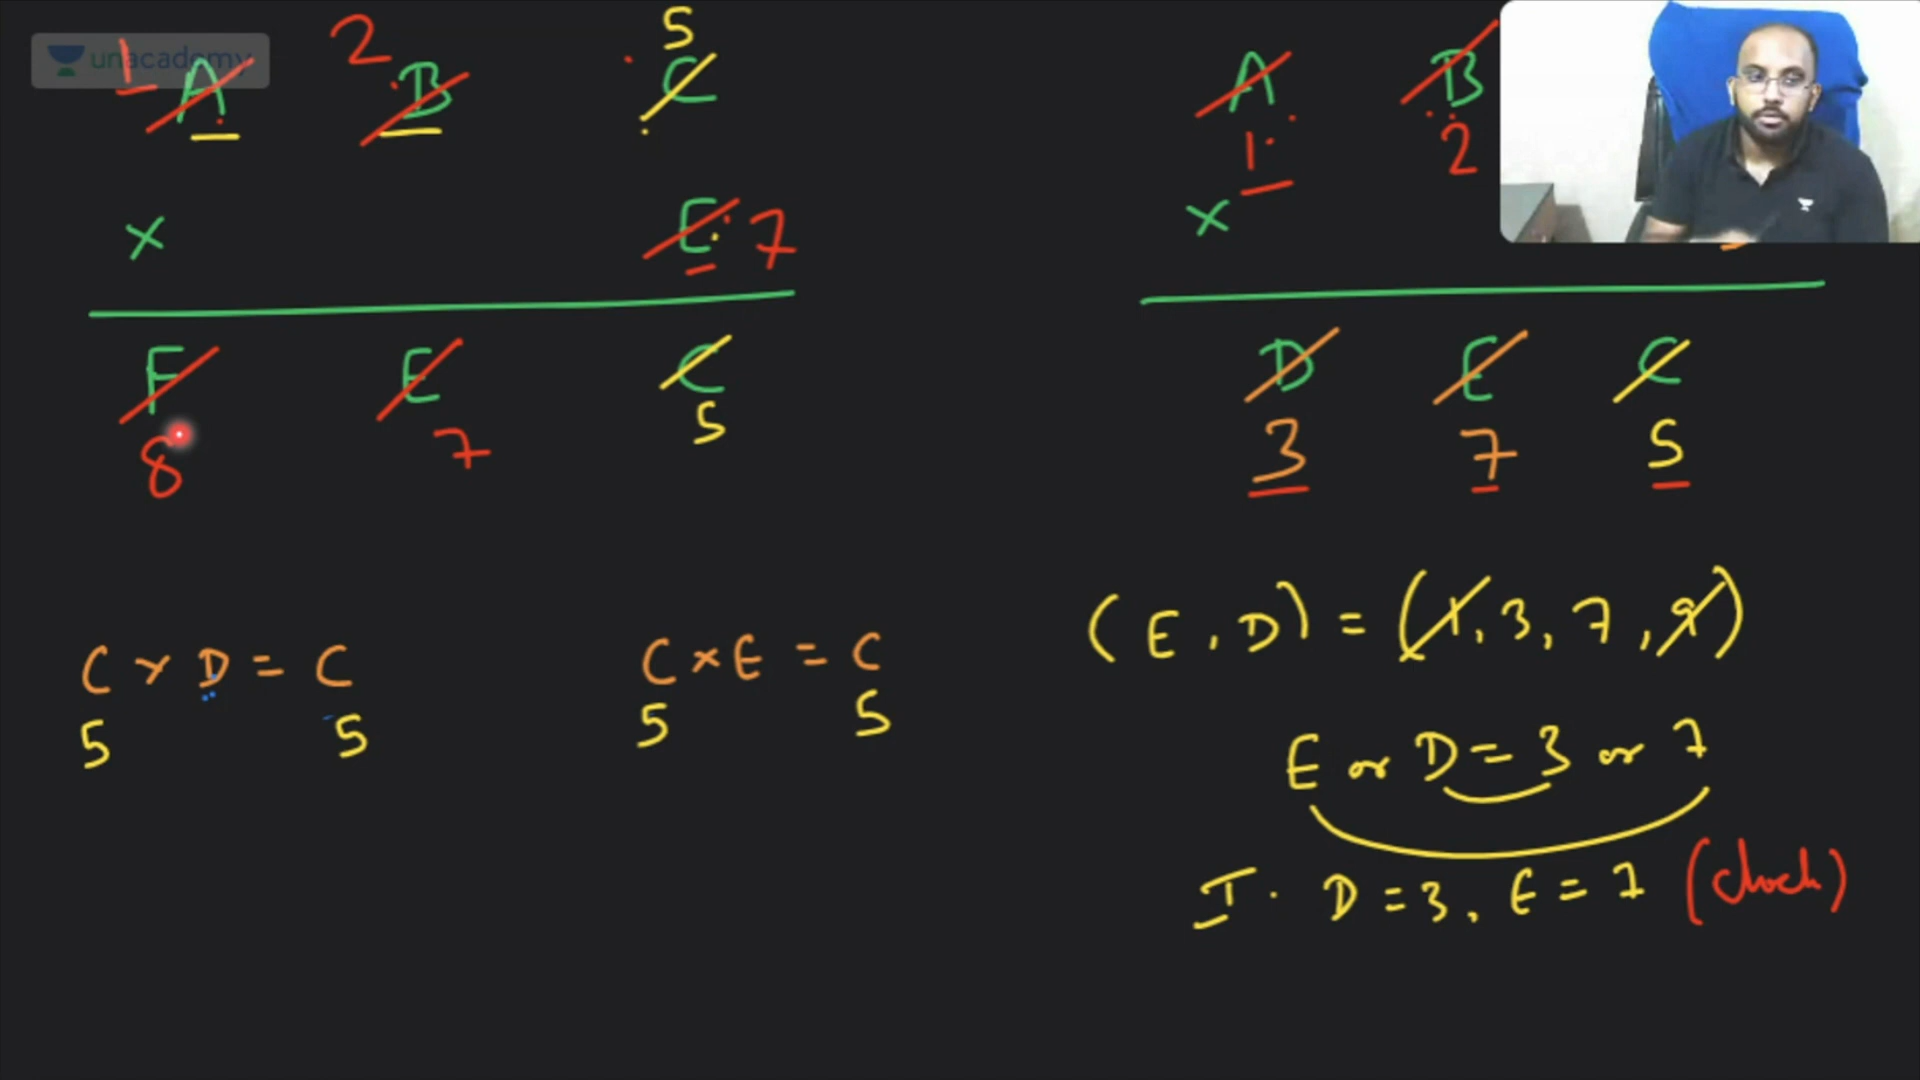 unacademy
1 A 2 B 5 C
× E 7
F E C
8 7 5
A B
1 2
×
D E C
3 7 5
C × D = C
5 5
C × E = C
5 5
(E, D) = (1, 3, 7, 9)
E or D = 3 or 7
I. D = 3, E = 7 (check)